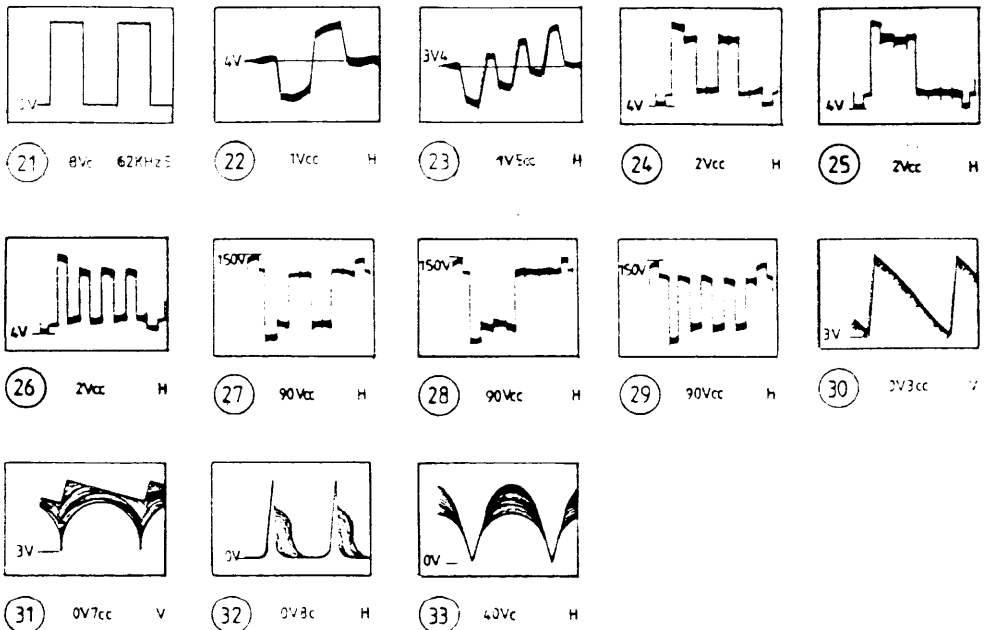 4V 3V4 4V 4V
21 8Vc 62KHz
22 1Vcc H
23 1V5cc H
24 2Vcc H
25 2Vcc H
4V 150V 150V 150V 3V
26 2Vcc H
27 90Vcc H
28 90Vcc H
29 90Vcc H
30 V
3V 0V 0V
31 0V7cc V
32 0V8c H
33 40Vc H